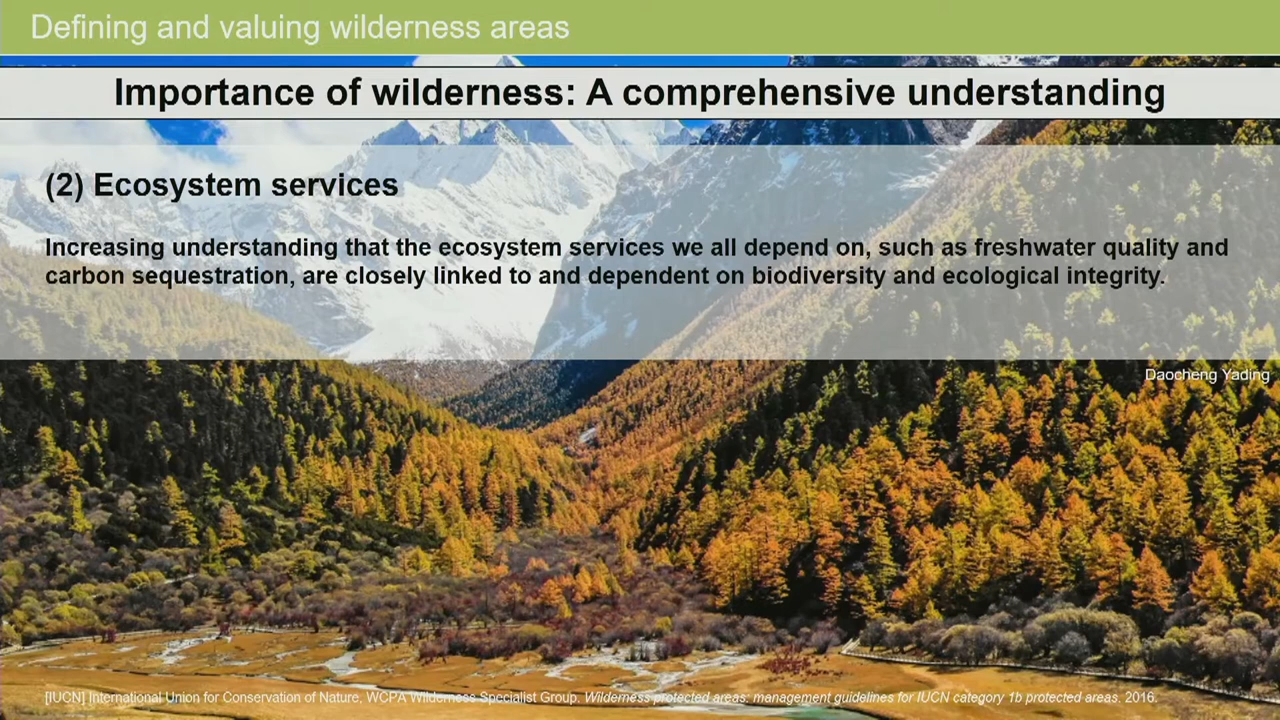 Defining and valuing wilderness areas
Importance of wilderness: A comprehensive understanding
(2) Ecosystem services
Increasing understanding that the ecosystem services we all depend on, such as freshwater quality and
carbon sequestration, are closely linked to and dependent on biodiversity and ecological integrity.
Daocheng Yading
[IUCN] International Union for Conservation of Nature, WCPA Wilderness Specialist Group. Wilderness protected areas: management guidelines for IUCN category 1b protected areas. 2016.